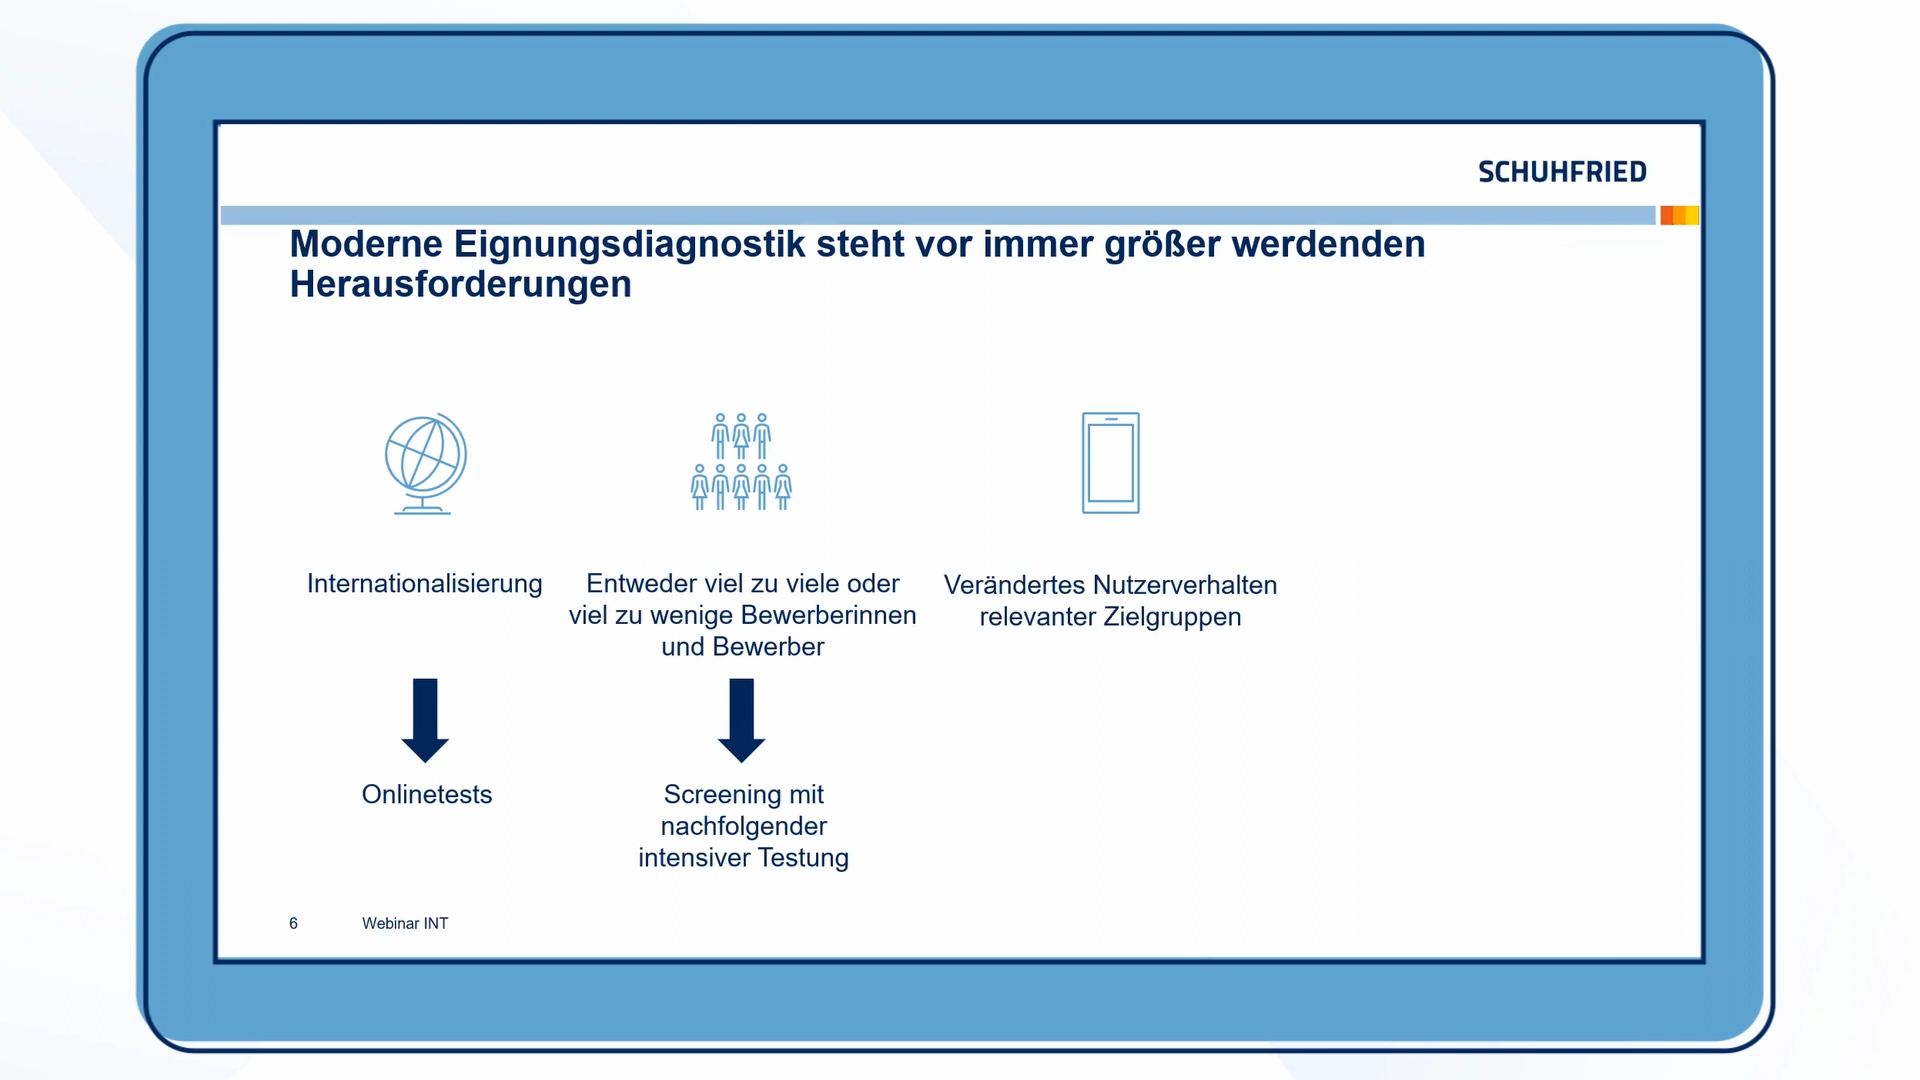 SCHUHFRIED
Moderne Eignungsdiagnostik steht vor immer größer werdenden
Herausforderungen
Internationalisierung
Entweder viel zu viele oder
viel zu wenige Bewerberinnen
und Bewerber
Verändertes Nutzerverhalten
relevanter Zielgruppen
Onlinetests
Screening mit
nachfolgender
intensiver Testung
6 Webinar INT